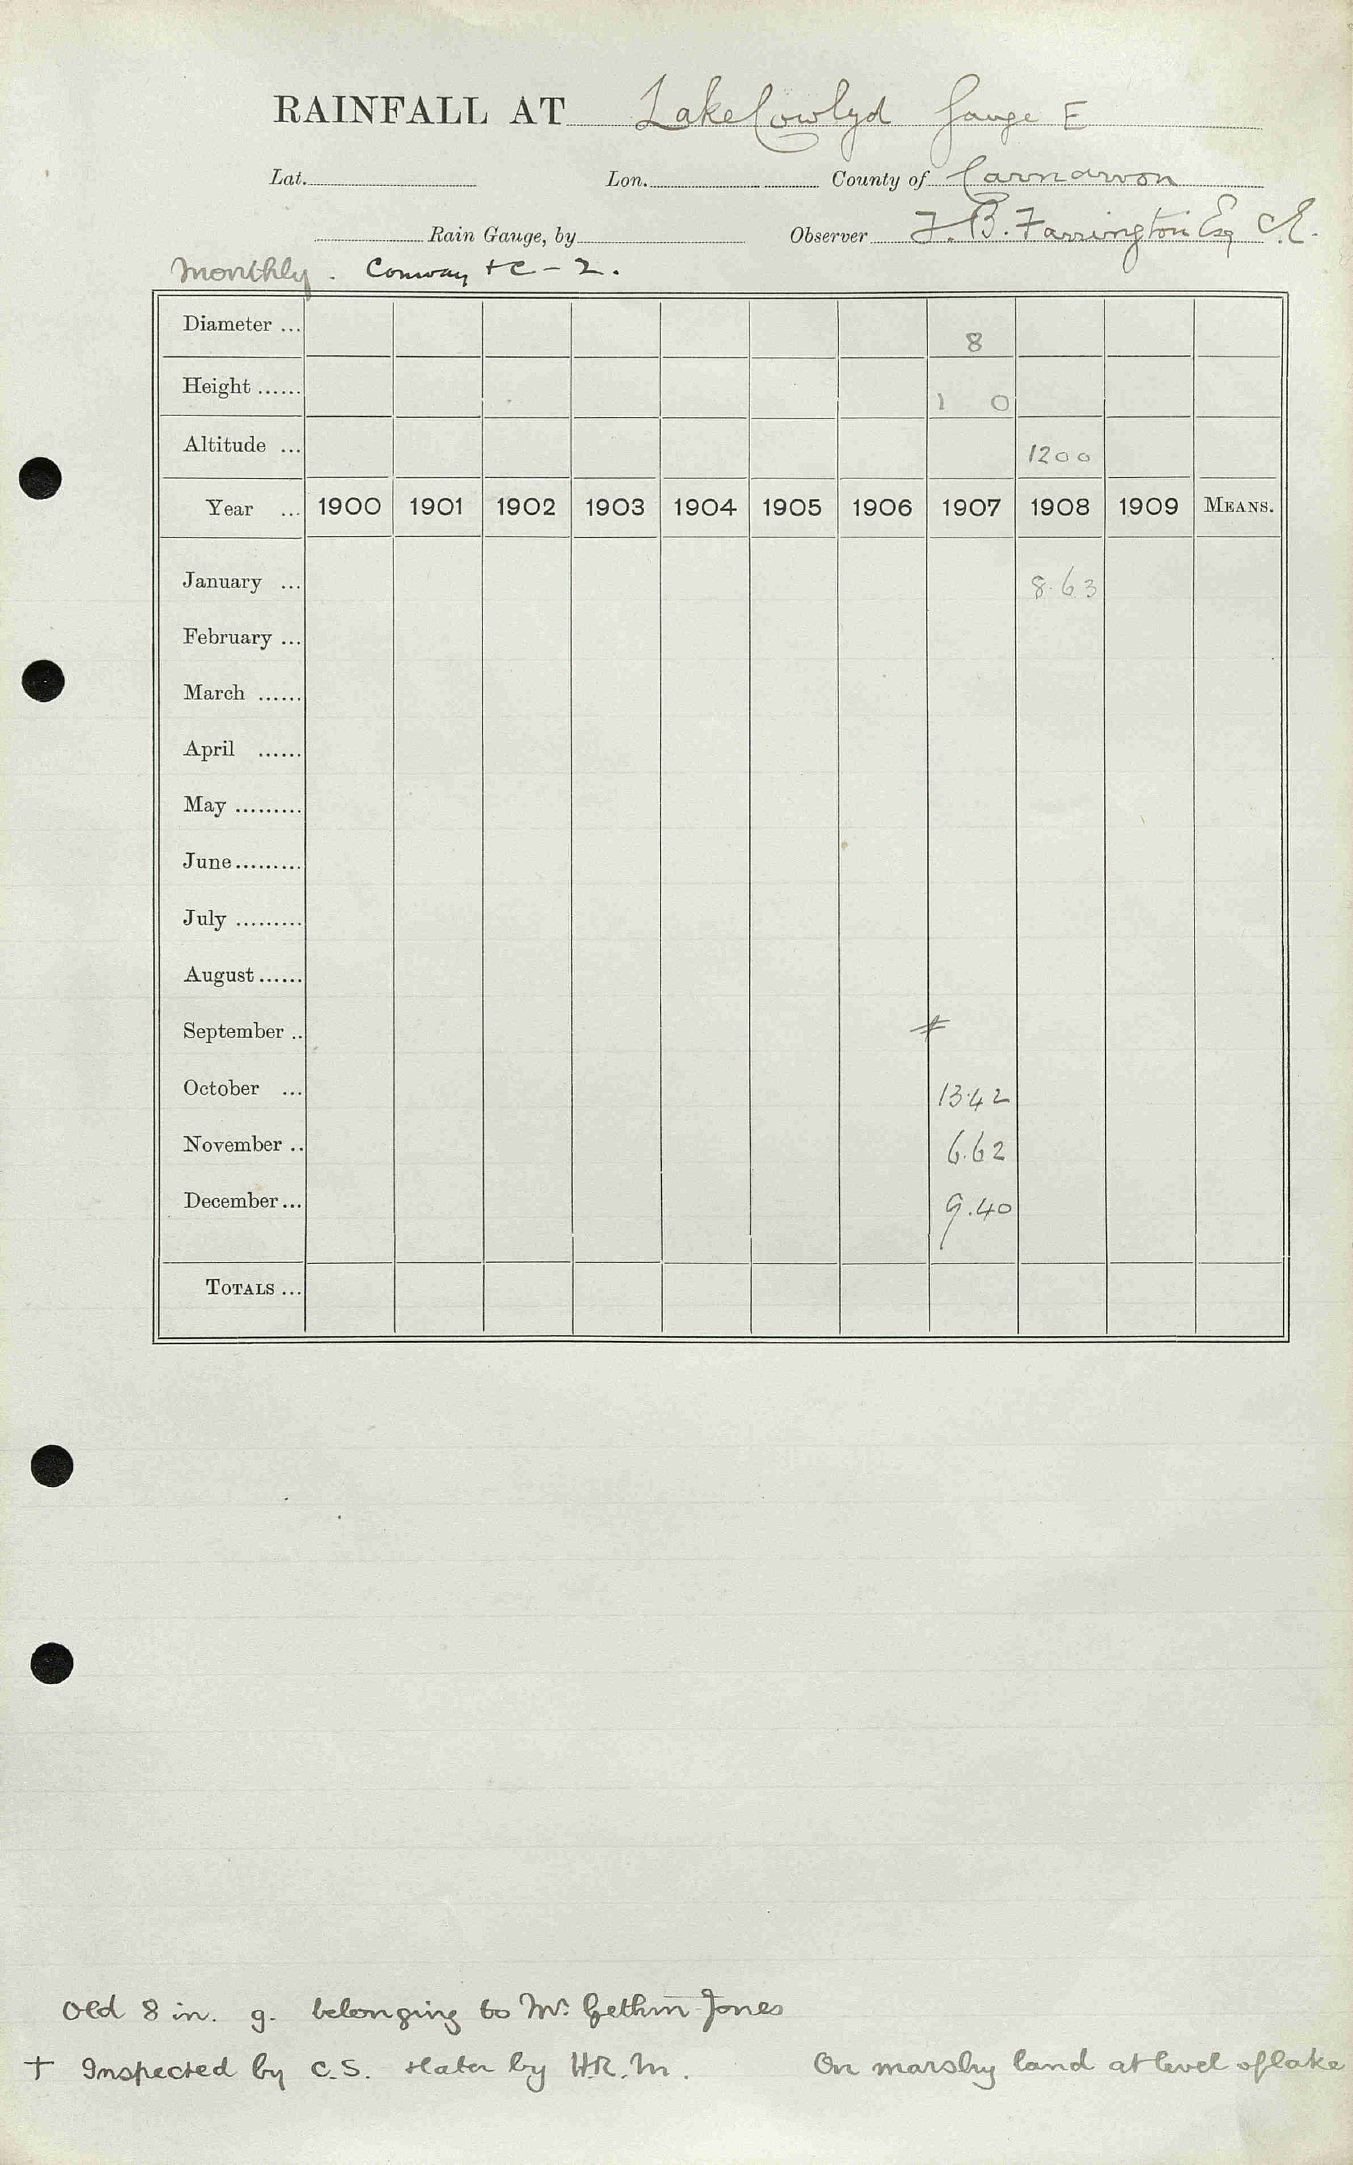 RAINFALL AT Lake Cowlyd Gauge E
Lat. Lon. County of Carnarvon
Rain Gauge, by Observer F. B. Farrington Esq C.E.
Monthly. Conway + C - 2.
Diameter ... 8
Height ...... 1 0
Altitude ... 1200
Year ... 1900 1901 1902 1903 1904 1905 1906 1907 1908 1909 MEANS.
January ... 8.63
February ...
March ......
April ......
May .........
June .........
July .........
August ......
September ..
October ... 13.42
November .. 6.62
December ... 9.40
TOTALS ...
Old 8 in. g. belonging to Mr. Gethin Jones
† Inspected by C.S. & later by H.R.M. On marshy land at level of lake